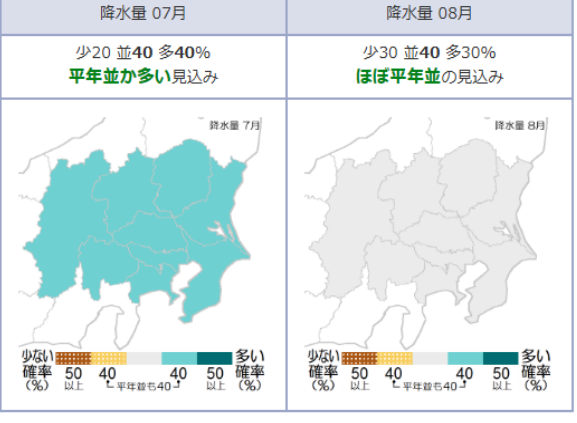 降水量 07月
降水量 08月
少20 並40 多40%
平年並か多い見込み
少30 並40 多30%
ほぼ平年並の見込み
降水量 7月
降水量 8月
少ない 確率 (%)
50 以上
40
平年並も40
40
50 以上
多い 確率 (%)
少ない 確率 (%)
50 以上
40
平年並も40
40
50 以上
多い 確率 (%)